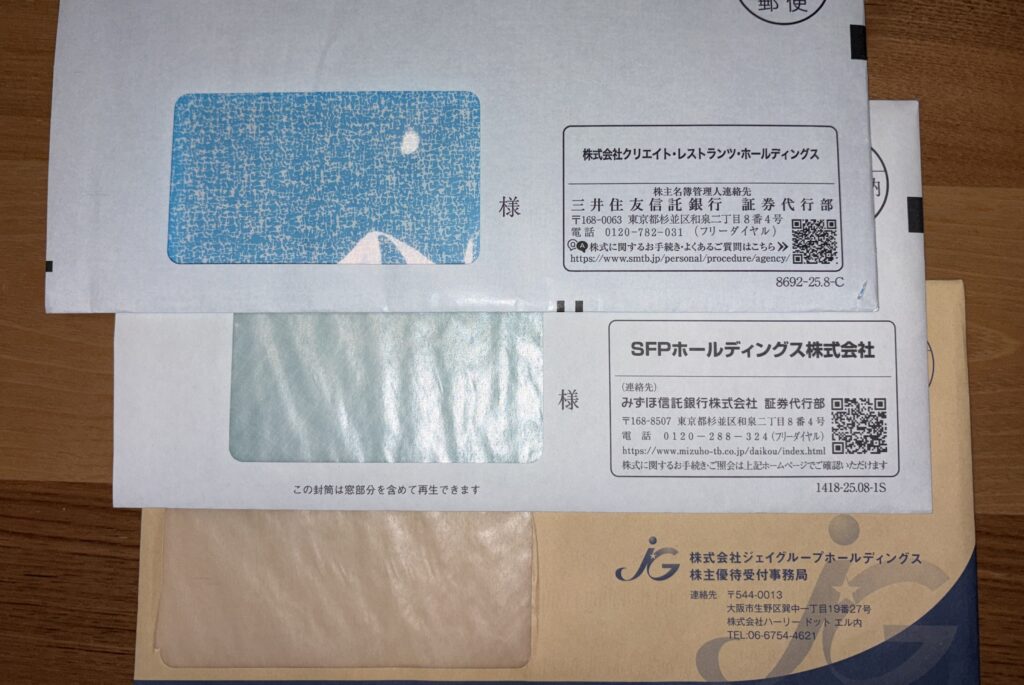 郵便
株式会社クリエイト・レストランツ・ホールディングス
株主名簿管理人連絡先
三井住友信託銀行 証券代行部
〒168-0063 東京都杉並区和泉二丁目8番4号
電話 0120-782-031 (フリーダイヤル)
QA 株式に関するお手続き・よくあるご質問はこちら
https://www.smtb.jp/personal/procedure/agency/
様
8692-25.8-C
納
SFPホールディングス株式会社
(連絡先)
みずほ信託銀行株式会社 証券代行部
〒168-8507 東京都杉並区和泉二丁目8番4号
電 話 0120-288-324(フリーダイヤル)
https://www.mizuho-tb.co.jp/daikou/index.html
株式に関するお手続き・ご照会は上記ホームページでご確認いただけます
様
この封筒は窓部分を含めて再生できます
1418-25.08-1S
JG 株式会社ジェイグループホールディングス
株主優待受付事務局
連絡先 〒544-0013
大阪市生野区巽中一丁目19番27号
株式会社ハーリー ドット エル内
TEL:06-6754-4621
JG